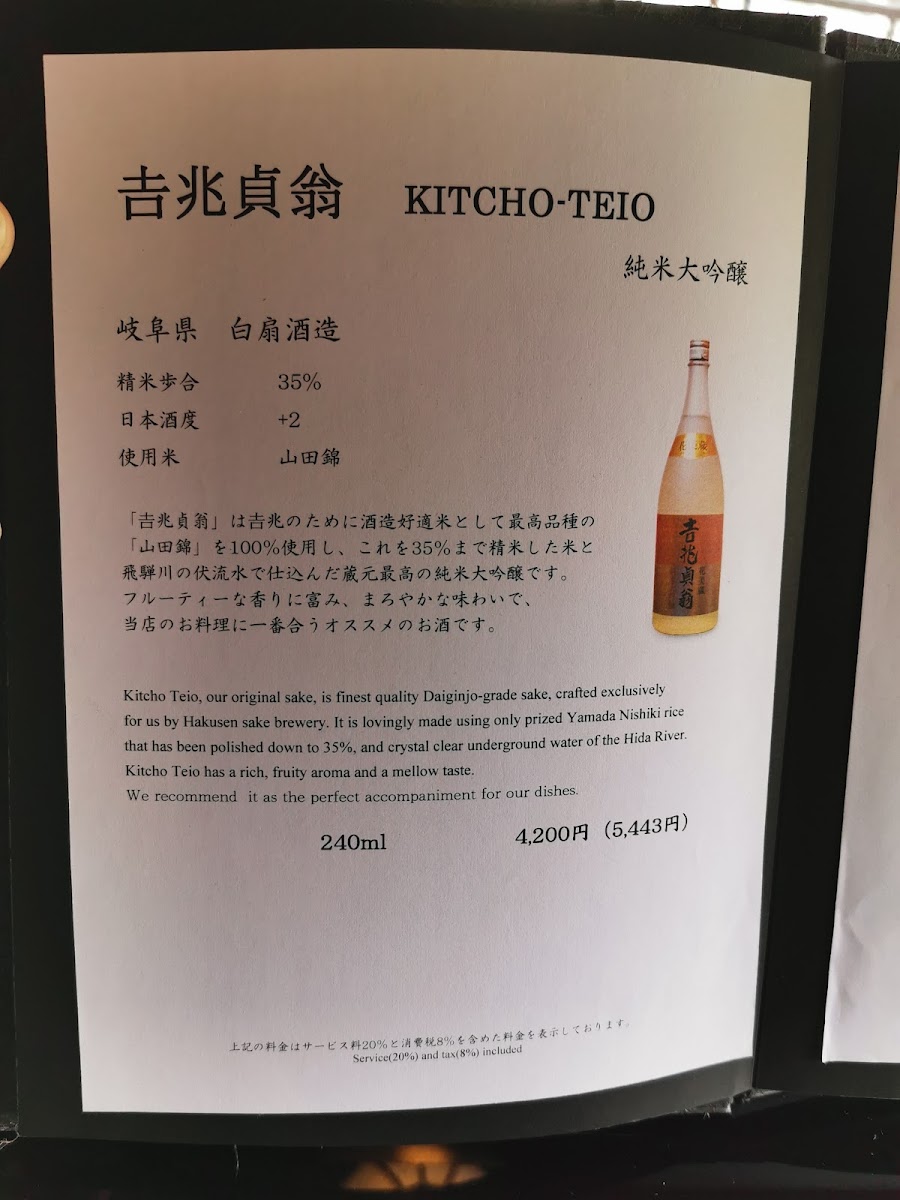 𠮷兆貞翁 KITCHO-TEIO
純米大吟醸
岐阜県 白扇酒造
精米歩合 35%
日本酒度 +2
使用米 山田錦
「𠮷兆貞翁」は𠮷兆のために酒造好適米として最高品種の
「山田錦」を100%使用し、これを35%まで精米した米と
飛騨川の伏流水で仕込んだ蔵元最高の純米大吟醸です。
フルーティーな香りに富み、まろやかな味わいで、
当店のお料理に一番合うオススメのお酒です。
𠮷兆貞翁
Kitcho Teio, our original sake, is finest quality Daiginjo-grade sake, crafted exclusively
for us by Hakusen sake brewery. It is lovingly made using only prized Yamada Nishiki rice
that has been polished down to 35%, and crystal clear underground water of the Hida River.
Kitcho Teio has a rich, fruity aroma and a mellow taste.
We recommend it as the perfect accompaniment for our dishes.
240ml 4,200円 (5,443円)
上記の料金はサービス料20%と消費税8%を含めた料金を表示しております。
Service(20%) and tax(8%) included